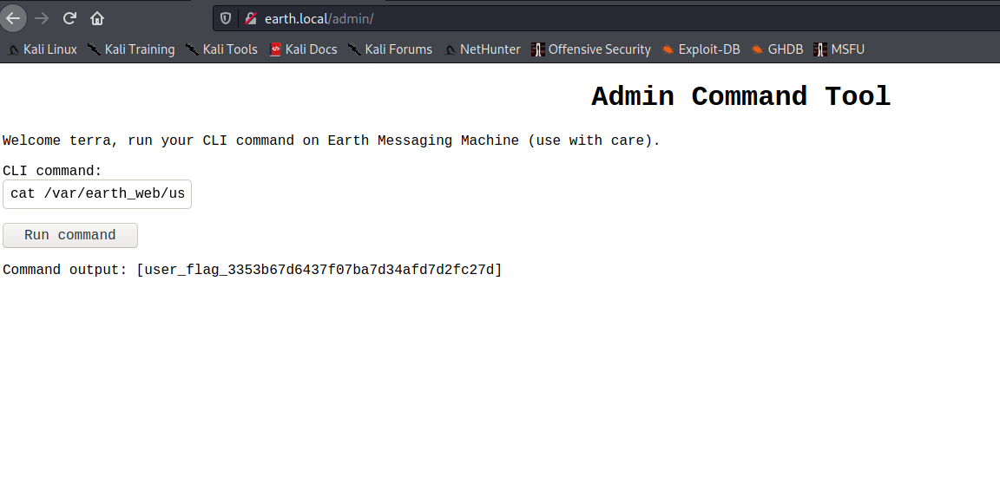 earth.local/admin/
Kali Linux Kali Training Kali Tools Kali Docs Kali Forums NetHunter Offensive Security Exploit-DB GHDB MSFU
Admin Command Tool
Welcome terra, run your CLI command on Earth Messaging Machine (use with care).
CLI command:
cat /var/earth_web/us
Run command
Command output: [user_flag_3353b67d6437f07ba7d34afd7d2fc27d]